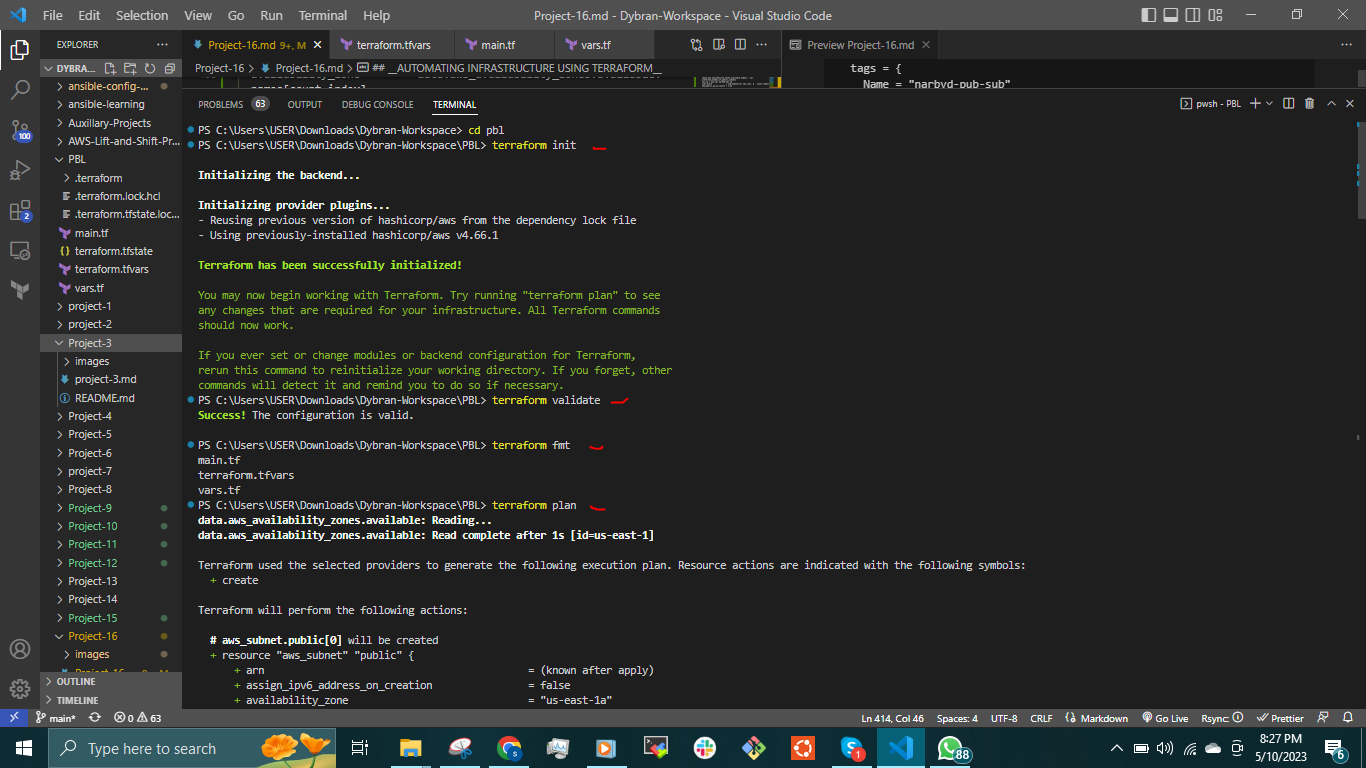 File Edit Selection View Go Run Terminal Help Project-16.md - Dybran-Workspace - Visual Studio Code
EXPLORER
Project-16.md 9+, M terraform.tfvars main.tf vars.tf Preview Project-16.md
DYBRA...
Project-16 > Project-16.md > ## __AUTOMATING INFRASTRUCTURE USING TERRAFORM__
names[count.index]
tags = {
Name = "narbyd-pub-sub"
ansible-config-...
ansible-learning
Auxillary-Projects
AWS-Lift-and-Shift-Pr...
PBL
.terraform
.terraform.lock.hcl
.terraform.tfstate.loc...
main.tf
terraform.tfstate
terraform.tfvars
vars.tf
project-1
project-2
Project-3
images
project-3.md
README.md
Project-4
Project-5
Project-6
project-7
Project-8
Project-9
Project-10
Project-11
Project-12
Project-13
Project-14
Project-15
Project-16
images
OUTLINE
TIMELINE
100
2
PROBLEMS 63 OUTPUT DEBUG CONSOLE TERMINAL pwsh - PBL
PS C:\Users\USER\Downloads\Dybran-Workspace> cd pbl
PS C:\Users\USER\Downloads\Dybran-Workspace\PBL> terraform init
Initializing the backend...
Initializing provider plugins...
- Reusing previous version of hashicorp/aws from the dependency lock file
- Using previously-installed hashicorp/aws v4.66.1
Terraform has been successfully initialized!
You may now begin working with Terraform. Try running "terraform plan" to see
any changes that are required for your infrastructure. All Terraform commands
should now work.
If you ever set or change modules or backend configuration for Terraform,
rerun this command to reinitialize your working directory. If you forget, other
commands will detect it and remind you to do so if necessary.
PS C:\Users\USER\Downloads\Dybran-Workspace\PBL> terraform validate
Success! The configuration is valid.
PS C:\Users\USER\Downloads\Dybran-Workspace\PBL> terraform fmt
main.tf
terraform.tfvars
vars.tf
PS C:\Users\USER\Downloads\Dybran-Workspace\PBL> terraform plan
data.aws_availability_zones.available: Reading...
data.aws_availability_zones.available: Read complete after 1s [id=us-east-1]
Terraform used the selected providers to generate the following execution plan. Resource actions are indicated with the following symbols:
+ create
Terraform will perform the following actions:
# aws_subnet.public[0] will be created
+ resource "aws_subnet" "public" {
+ arn = (known after apply)
+ assign_ipv6_address_on_creation = false
+ availability_zone = "us-east-1a"
main* 0 63 Ln 414, Col 46 Spaces: 4 UTF-8 CRLF Markdown Go Live Rsync: Prettier
Type here to search 1 88 8:27 PM
5/10/2023 6